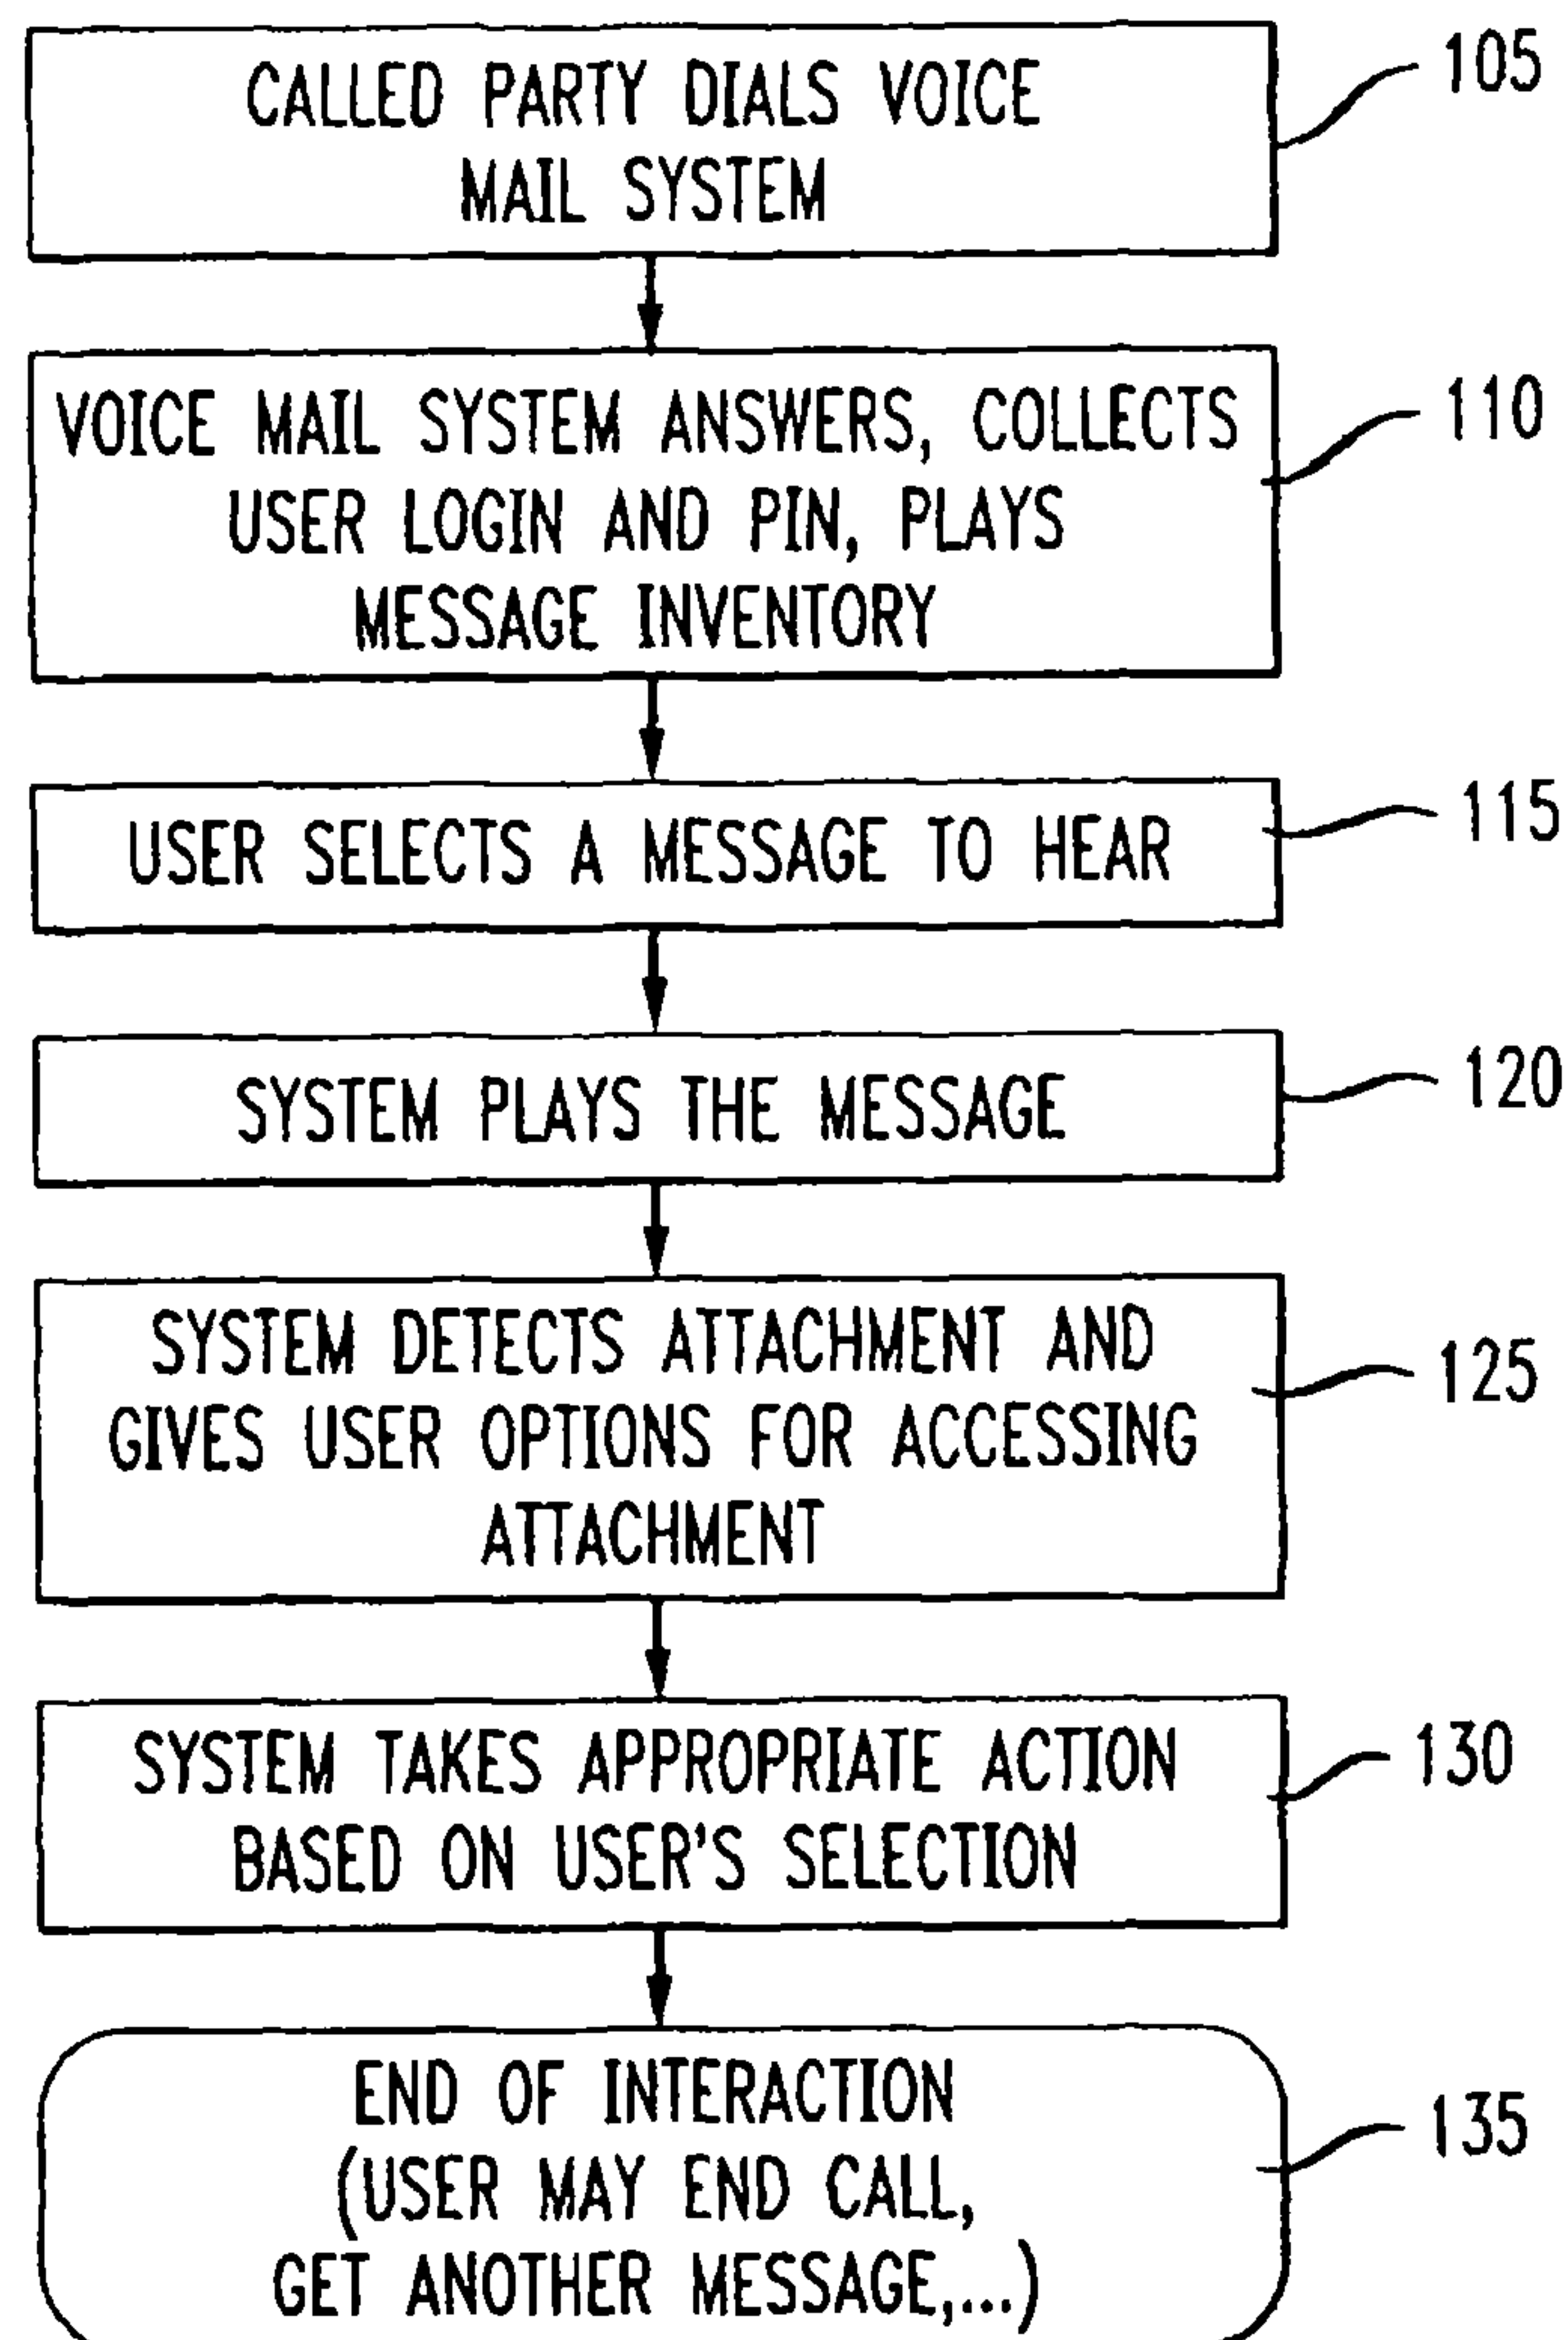 CALLED PARTY DIALS VOICE
MAIL SYSTEM
105
VOICE MAIL SYSTEM ANSWERS, COLLECTS
USER LOGIN AND PIN, PLAYS
MESSAGE INVENTORY
110
USER SELECTS A MESSAGE TO HEAR
115
SYSTEM PLAYS THE MESSAGE
120
SYSTEM DETECTS ATTACHMENT AND
GIVES USER OPTIONS FOR ACCESSING
ATTACHMENT
125
SYSTEM TAKES APPROPRIATE ACTION
BASED ON USER'S SELECTION
130
END OF INTERACTION
(USER MAY END CALL,
GET ANOTHER MESSAGE,...)
135